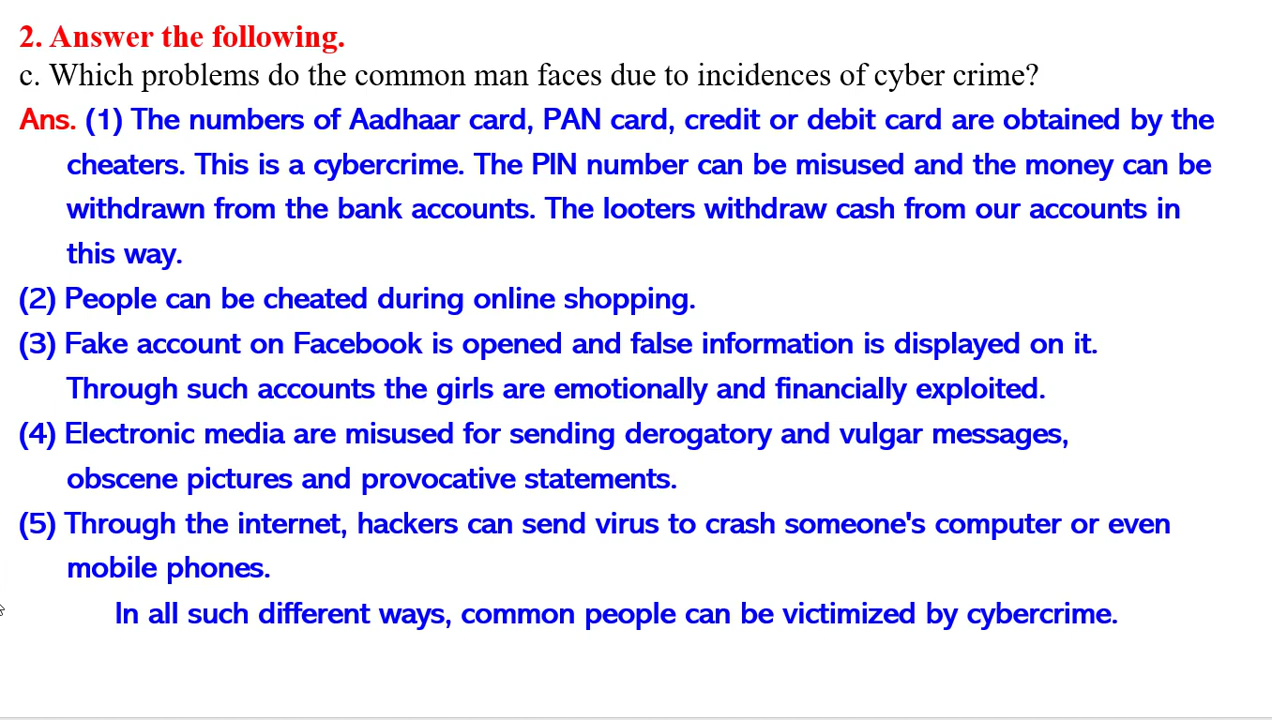 2. Answer the following.
c. Which problems do the common man faces due to incidences of cyber crime?
Ans. (1) The numbers of Aadhaar card, PAN card, credit or debit card are obtained by the
cheaters. This is a cybercrime. The PIN number can be misused and the money can be
withdrawn from the bank accounts. The looters withdraw cash from our accounts in
this way.
(2) People can be cheated during online shopping.
(3) Fake account on Facebook is opened and false information is displayed on it.
Through such accounts the girls are emotionally and financially exploited.
(4) Electronic media are misused for sending derogatory and vulgar messages,
obscene pictures and provocative statements.
(5) Through the internet, hackers can send virus to crash someone's computer or even
mobile phones.
In all such different ways, common people can be victimized by cybercrime.